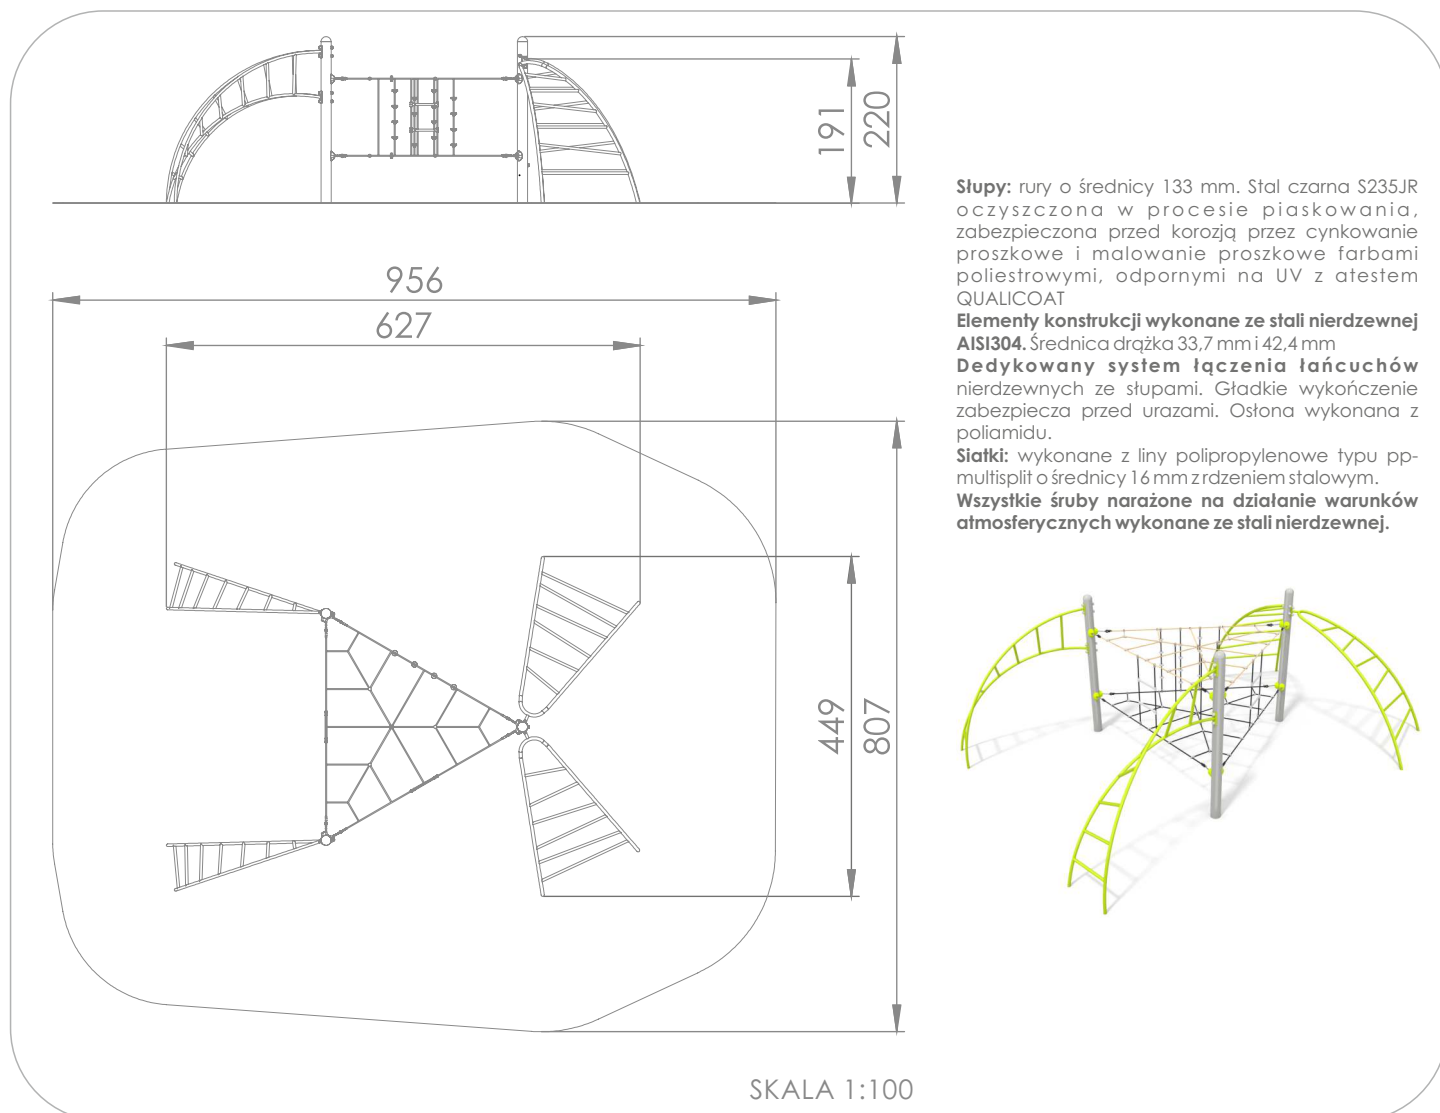 191
220
956
627
449
807
Słupy: rury o średnicy 133 mm. Stal czarna S235JR
oczyszczona w procesie piaskowania,
zabezpieczona przed korozją przez cynkowanie
proszkowe i malowanie proszkowe farbami
poliestrowymi, odpornymi na UV z atestem
QUALICOAT
Elementy konstrukcji wykonane ze stali nierdzewnej
AISI304. Średnica drążka 33,7 mm i 42,4 mm
Dedykowany system łączenia łańcuchów
nierdzewnych ze słupami. Gładkie wykończenie
zabezpiecza przed urazami. Osłona wykonana z
poliamidu.
Siatki: wykonane z liny polipropylenowe typu pp-
multisplit o średnicy 16 mm z rdzeniem stalowym.
Wszystkie śruby narażone na działanie warunków
atmosferycznych wykonane ze stali nierdzewnej.
SKALA 1:100